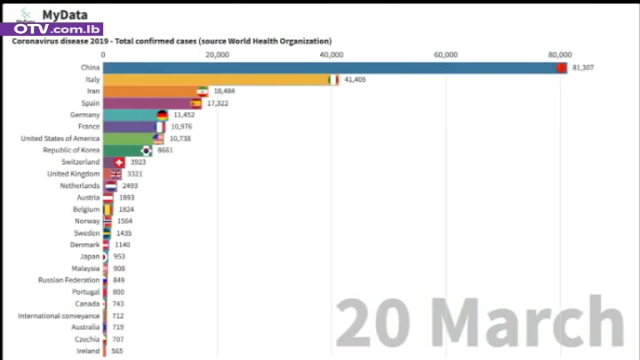 MyData
OTV.com.lb
Coronavirus disease 2019 - Total confirmed cases (source World Health Organization)
0 20,000 40,000 60,000 80,000
China 81,307
Italy 41,405
Iran 18,484
Spain 17,322
Germany 11,452
France 10,976
United States of America 10,738
Republic of Korea 8661
Switzerland 3923
United Kingdom 3321
Netherlands 2493
Austria 1893
Belgium 1824
Norway 1564
Sweden 1435
Denmark 1140
Japan 953
Malaysia 908
Russian Federation 849
Portugal 800
Canada 743
International conveyance 712
Australia 719
Czechia 707
Ireland 565
20 March